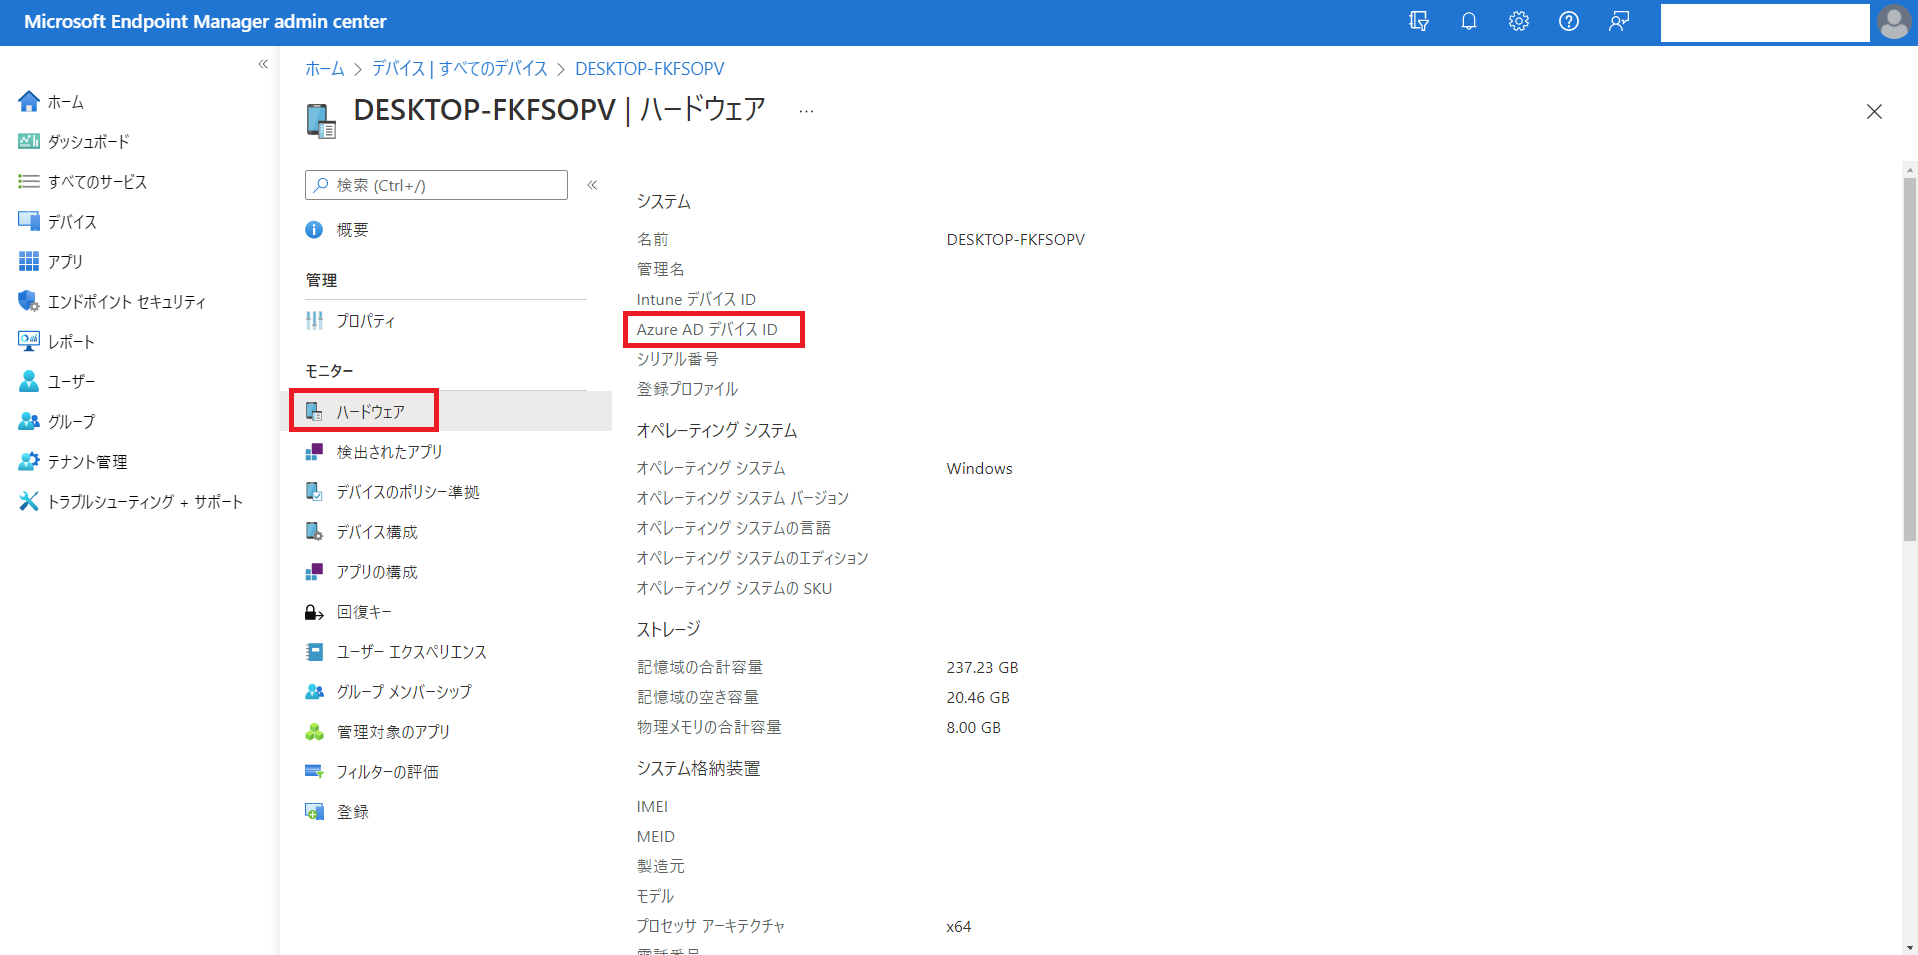 Microsoft Endpoint Manager admin center
ホーム
ダッシュボード
すべてのサービス
デバイス
アプリ
エンドポイント セキュリティ
レポート
ユーザー
グループ
テナント管理
トラブルシューティング + サポート
ホーム > デバイス | すべてのデバイス > DESKTOP-FKFSOPV
DESKTOP-FKFSOPV | ハードウェア ...
検索 (Ctrl+/)
概要
管理
プロパティ
モニター
ハードウェア
検出されたアプリ
デバイスのポリシー準拠
デバイス構成
アプリの構成
回復キー
ユーザー エクスペリエンス
グループ メンバーシップ
管理対象のアプリ
フィルターの評価
登録
システム
名前 DESKTOP-FKFSOPV
管理名
Intune デバイス ID
Azure AD デバイス ID
シリアル番号
登録プロファイル
オペレーティング システム
オペレーティング システム Windows
オペレーティング システム バージョン
オペレーティング システムの言語
オペレーティング システムのエディション
オペレーティング システムの SKU
ストレージ
記憶域の合計容量 237.23 GB
記憶域の空き容量 20.46 GB
物理メモリの合計容量 8.00 GB
システム格納装置
IMEI
MEID
製造元
モデル
プロセッサ アーキテクチャ x64